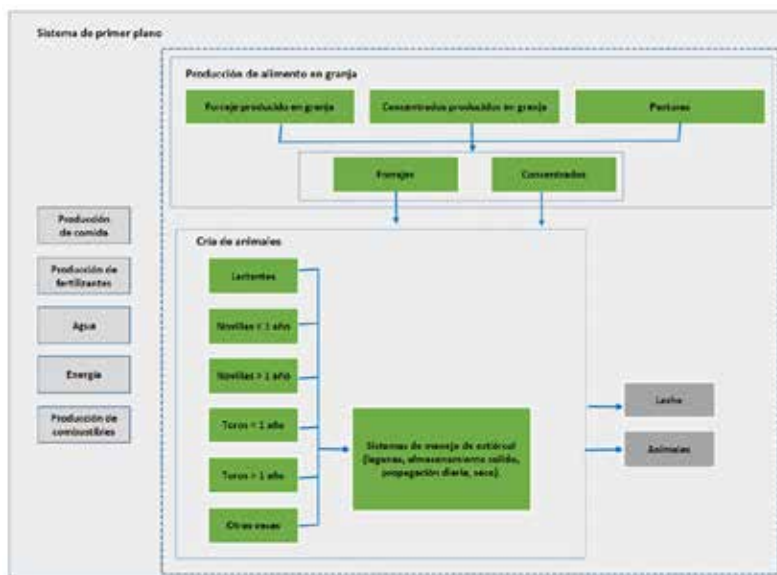 Sistema de primer plano
Producción de alimento en granja
Forraje producido en granja
Concentrados producidos en granja
Pasturas
Forrajes
Concentrados
Producción
de comida
Producción de
fertilizantes
Agua
Energía
Producción de
combustibles
Cria de animales
Lactantes
Novillas < 1 año
Novillas > 1 año
Toros < 1 año
Toros > 1 año
Otras vacas
Sistemas de manejo de estiércol
(lagunas, almacenamiento solido,
propagación diaria, seco).
Leche
Animales